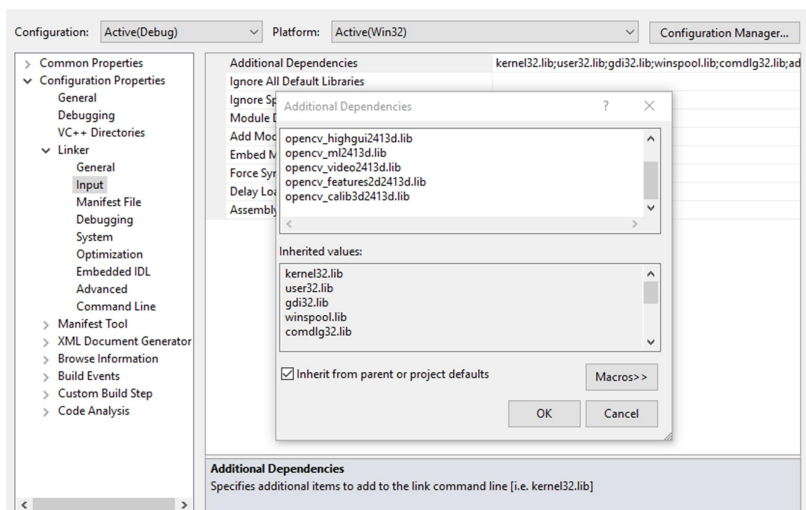 Configuration: Active(Debug) Platform: Active(Win32) Configuration Manager...
Common Properties
Configuration Properties
General
Debugging
VC++ Directories
Linker
General
Input
Manifest File
Debugging
System
Optimization
Embedded IDL
Advanced
Command Line
Manifest Tool
XML Document Generator
Browse Information
Build Events
Custom Build Step
Code Analysis
Additional Dependencies kernel32.lib;user32.lib;gdi32.lib;winspool.lib;comdlg32.lib;ad
Ignore All Default Libraries
Ignore Sp
Module D
Add Mod
Embed M
Force Syr
Delay Loa
Assembly
Additional Dependencies ? ×
opencv_highgui2413d.lib
opencv_ml2413d.lib
opencv_video2413d.lib
opencv_features2d2413d.lib
opencv_calib3d2413d.lib
Inherited values:
kernel32.lib
user32.lib
gdi32.lib
winspool.lib
comdlg32.lib
Inherit from parent or project defaults
Macros>>
OK Cancel
Additional Dependencies
Specifies additional items to add to the link command line [i.e. kernel32.lib]